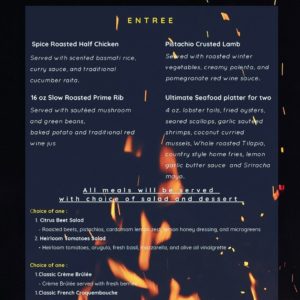 ENTREE
Spice Roasted Half Chicken
Served with scented basmati rice,
curry sauce, and traditional
cucumber raita.
Pistachio Crusted Lamb
Served with roasted winter
vegetables, creamy polenta, and
pomegranate red wine sauce.
16 oz Slow Roasted Prime Rib
Served with sautéed mushroom
and green beans,
baked potato and traditional red
wine jus
Ultimate Seafood platter for two
4 oz, lobster tails, fried oysters,
seared scallops, garlic sautéed
shrimps, coconut curried
mussels, Whole roasted Tilapia,
country style home fries, lemon
garlic butter sauce and Sriracha
mayo.
All meals will be served
with choice of salad and dessert
Choice of one :
1. Citrus Beet Salad
- Roasted beets, pistachios, cardamom lemon zest, lemon honey dressing, and microgreens
2. Heirloom Tomatoes Salad
- Heirloom tomatoes, arugula, fresh basil, mozzarella, and olive oil vinaigrette
Choice of one :
1.Classic Crème Brûlée
- Crème Brûlée served with fresh berries
2.Classic French Croquembouche